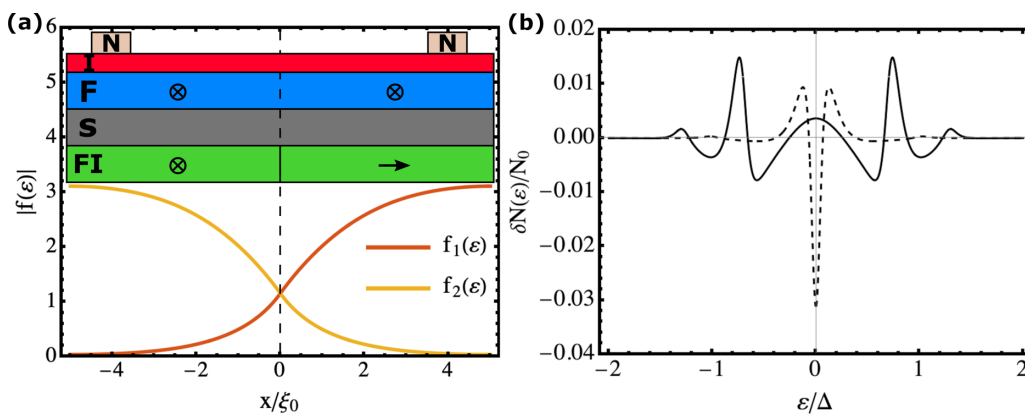 (a)
N N
I
F ⊗ ⊗
S
FI ⊗ →
f₁(ε)
f₂(ε)
|f(ε)|
6
5
4
3
2
1
0
−4 −2 0 2 4
x/ξ₀
(b)
δN(ε)/N₀
0.02
0.01
0.00
−0.01
−0.02
−0.03
−0.04
−2 −1 0 1 2
ε/Δ